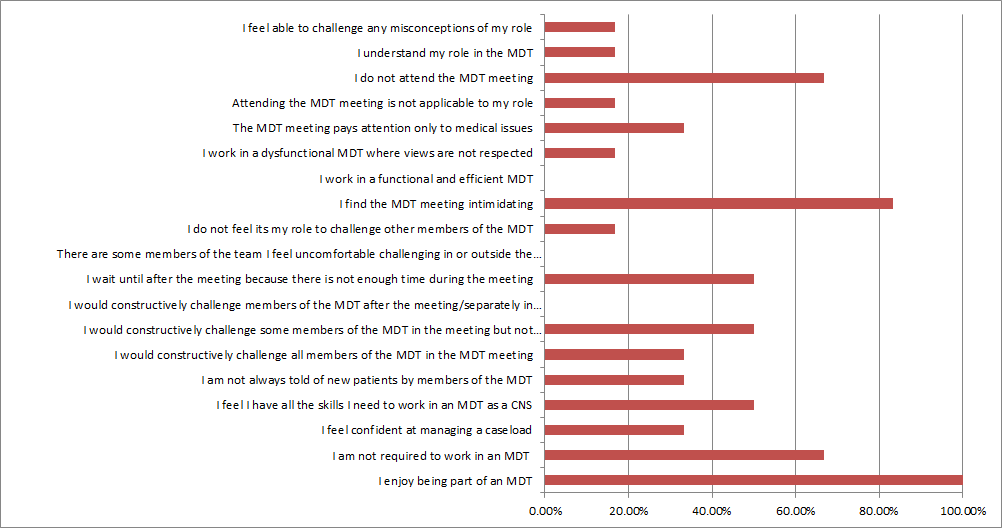 I feel able to challenge any misconceptions of my role
I understand my role in the MDT
I do not attend the MDT meeting
Attending the MDT meeting is not applicable to my role
The MDT meeting pays attention only to medical issues
I work in a dysfunctional MDT where views are not respected
I work in a functional and efficient MDT
I find the MDT meeting intimidating
I do not feel its my role to challenge other members of the MDT
There are some members of the team I feel uncomfortable challenging in or outside the...
I wait until after the meeting because there is not enough time during the meeting
I would constructively challenge members of the MDT after the meeting/separately in...
I would constructively challenge some members of the MDT in the meeting but not...
I would constructively challenge all members of the MDT in the MDT meeting
I am not always told of new patients by members of the MDT
I feel I have all the skills I need to work in an MDT as a CNS
I feel confident at managing a caseload
I am not required to work in an MDT
I enjoy being part of an MDT
0.00% 20.00% 40.00% 60.00% 80.00% 100.00%